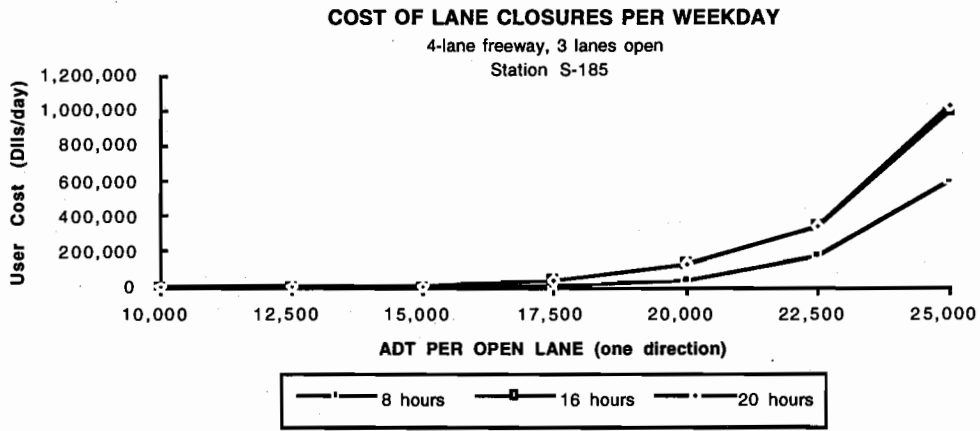 COST OF LANE CLOSURES PER WEEKDAY
4-lane freeway, 3 lanes open
Station S-185
User Cost (Dlls/day)
1,200,000
1,000,000
800,000
600,000
400,000
200,000
0
10,000 12,500 15,000 17,500 20,000 22,500 25,000
ADT PER OPEN LANE (one direction)
8 hours 16 hours 20 hours